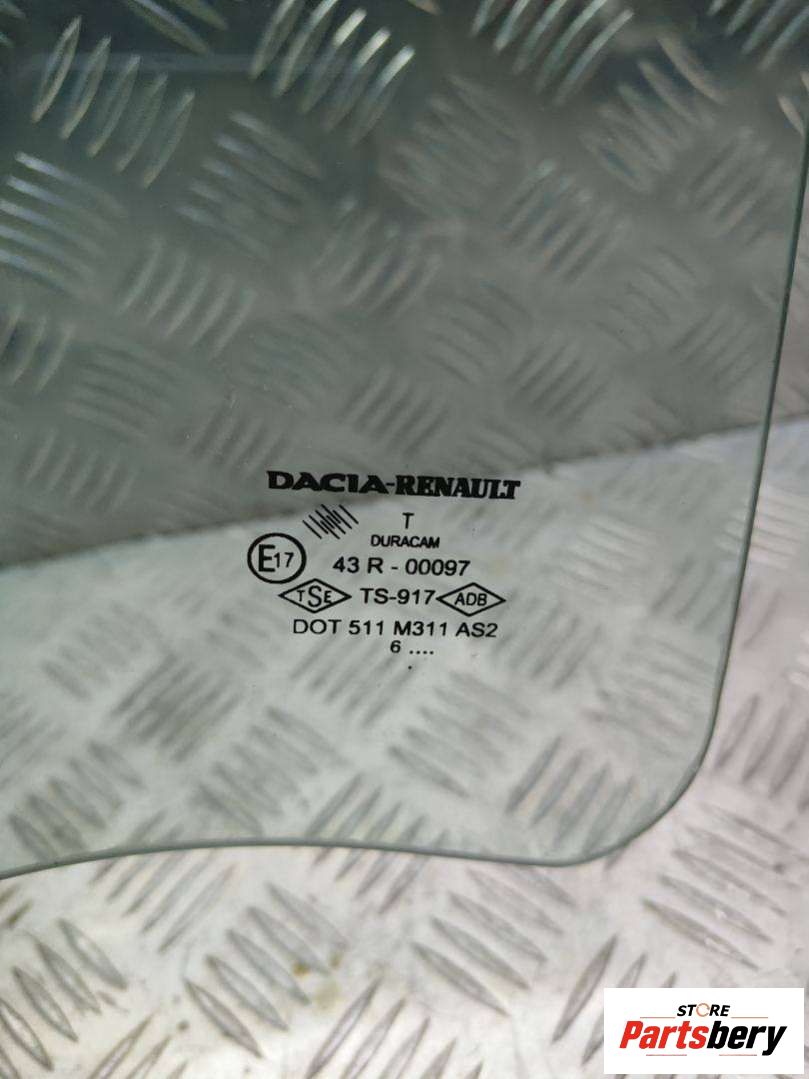 DACIA-RENAULT
T
DURACAM
E17 43 R - 00097
TSE TS-917 ADB
DOT 511 M311 AS2
6 ....
.
STORE
Partsbery